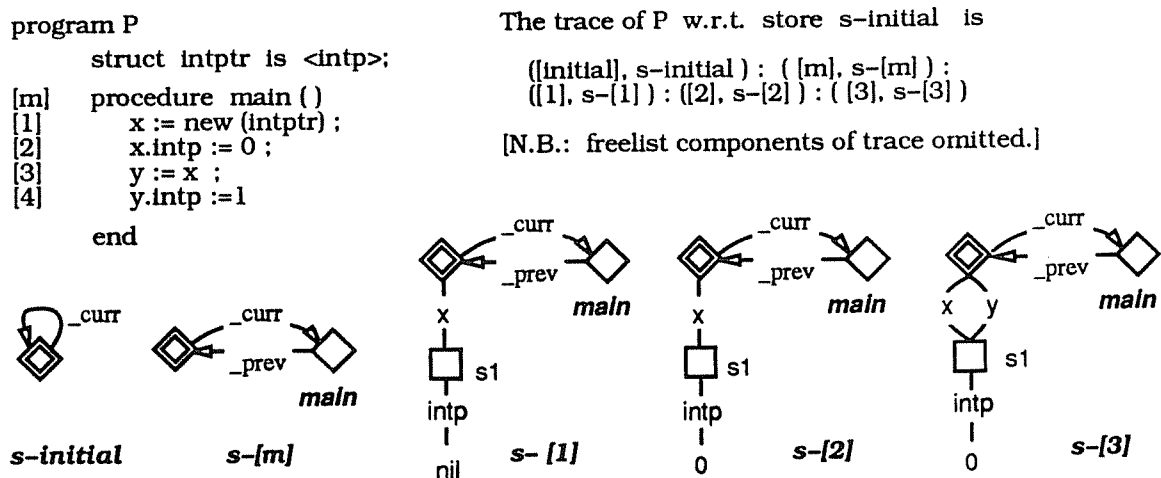 program P
struct intptr is <intp>;
[m] procedure main ( )
[1] x := new (intptr) ;
[2] x.intp := 0 ;
[3] y := x ;
[4] y.intp :=1
end
The trace of P w.r.t. store s–initial is
([initial], s–initial ) : ( [m], s–[m] ) :
([1], s–[1] ) : ([2], s–[2] ) : ( [3], s–[3] )
[N.B.: freelist components of trace omitted.]
_curr
s–initial
_curr
_prev
main
s–[m]
_curr
_prev
main
x
s1
intp
nil
s– [1]
_curr
_prev
main
x
s1
intp
0
s–[2]
_curr
_prev
main
x y
s1
intp
0
s–[3]